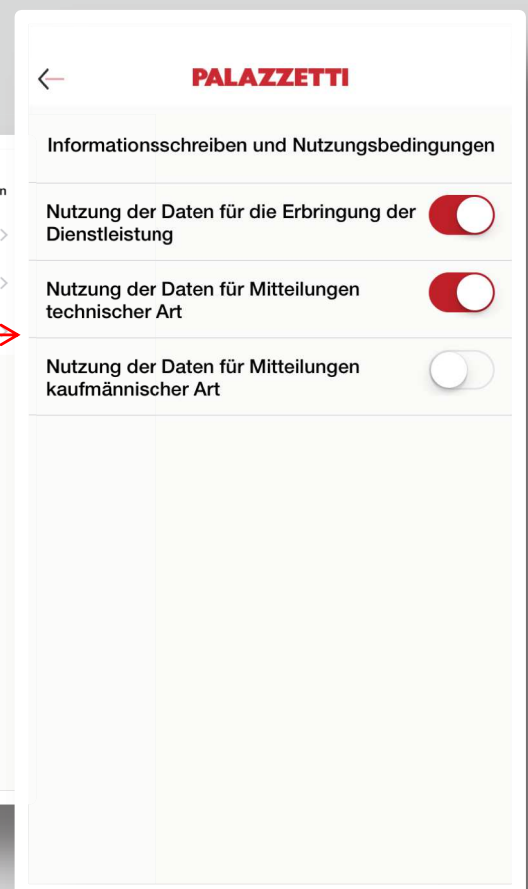 PALAZZETTI
Informationsschreiben und Nutzungsbedingungen
Nutzung der Daten für die Erbringung der
Dienstleistung
Nutzung der Daten für Mitteilungen
technischer Art
Nutzung der Daten für Mitteilungen
kaufmännischer Art